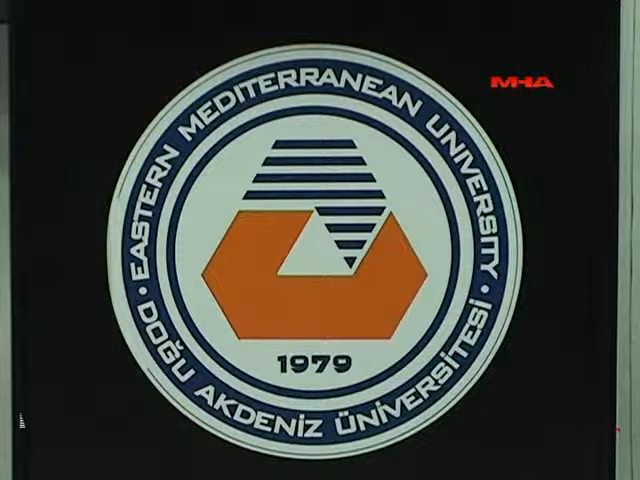 MHA
EASTERN MEDITERRANEAN UNIVERSITY
1979
• DOĞU AKDENİZ ÜNİVERSİTESİ •